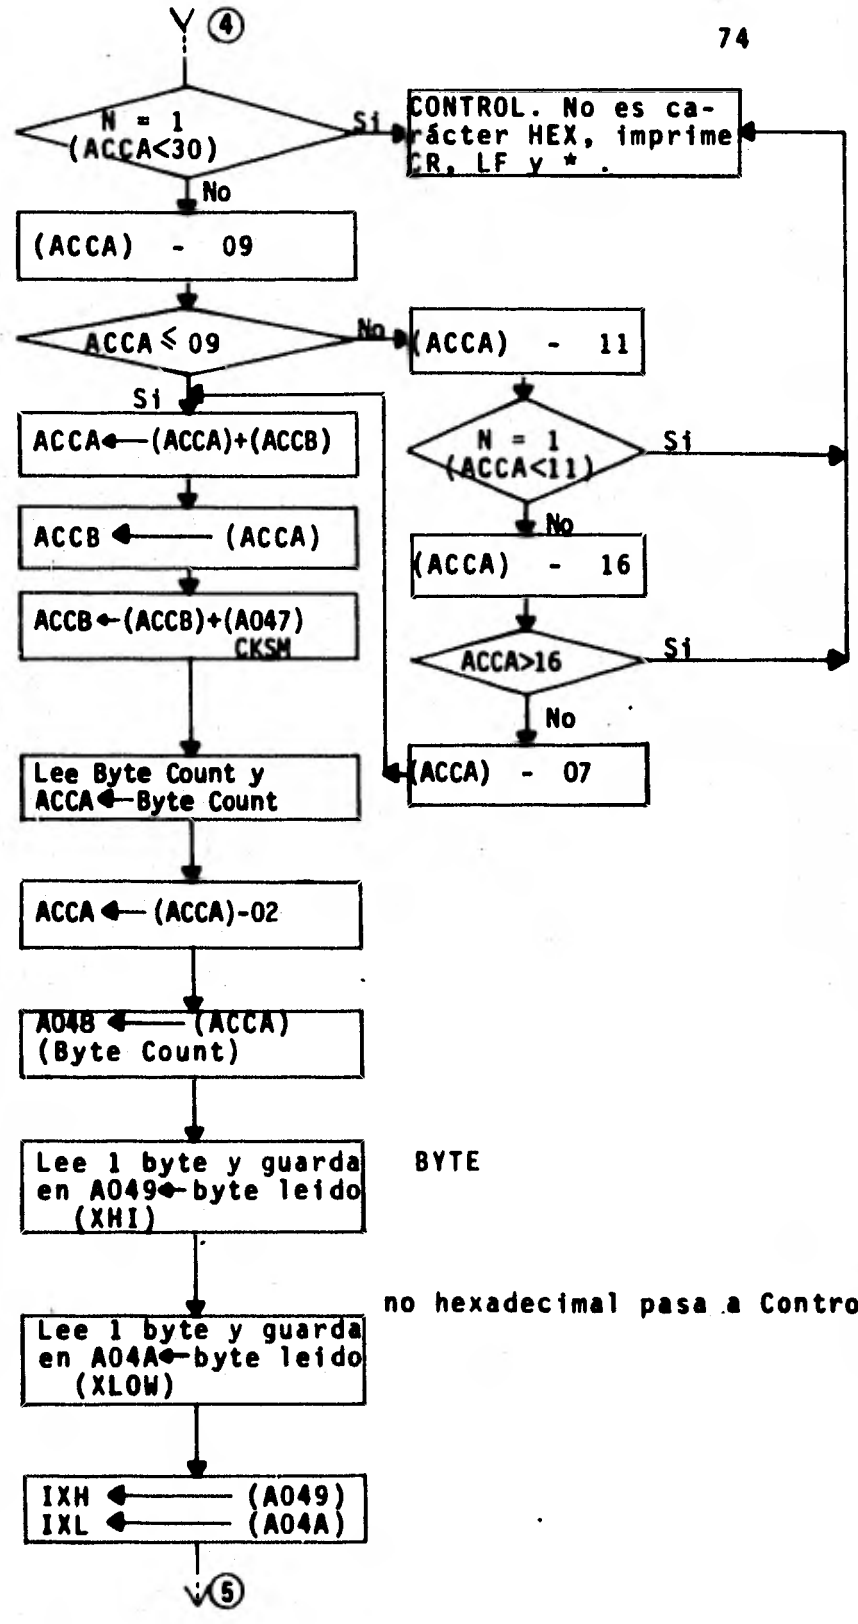 4
74
N = 1
(ACCA<30)
Si
CONTROL. No es ca-
rácter HEX, imprime
CR, LF y * .
No
(ACCA) - 09
ACCA ≤ 09
No
(ACCA) - 11
Si
ACCA←(ACCA)+(ACCB)
N = 1
(ACCA<11)
Si
ACCB ← (ACCA)
No
(ACCA) - 16
ACCB←(ACCB)+(A047)
CKSM
ACCA>16
Si
No
(ACCA) - 07
Lee Byte Count y
ACCA←Byte Count
ACCA←(ACCA)-02
A048 ← (ACCA)
(Byte Count)
Lee 1 byte y guarda
en A049←byte leido
(XHI)
BYTE
no hexadecimal pasa a Contro
Lee 1 byte y guarda
en A04A←byte leido
(XLOW)
IXH ← (A049)
IXL ← (A04A)
5